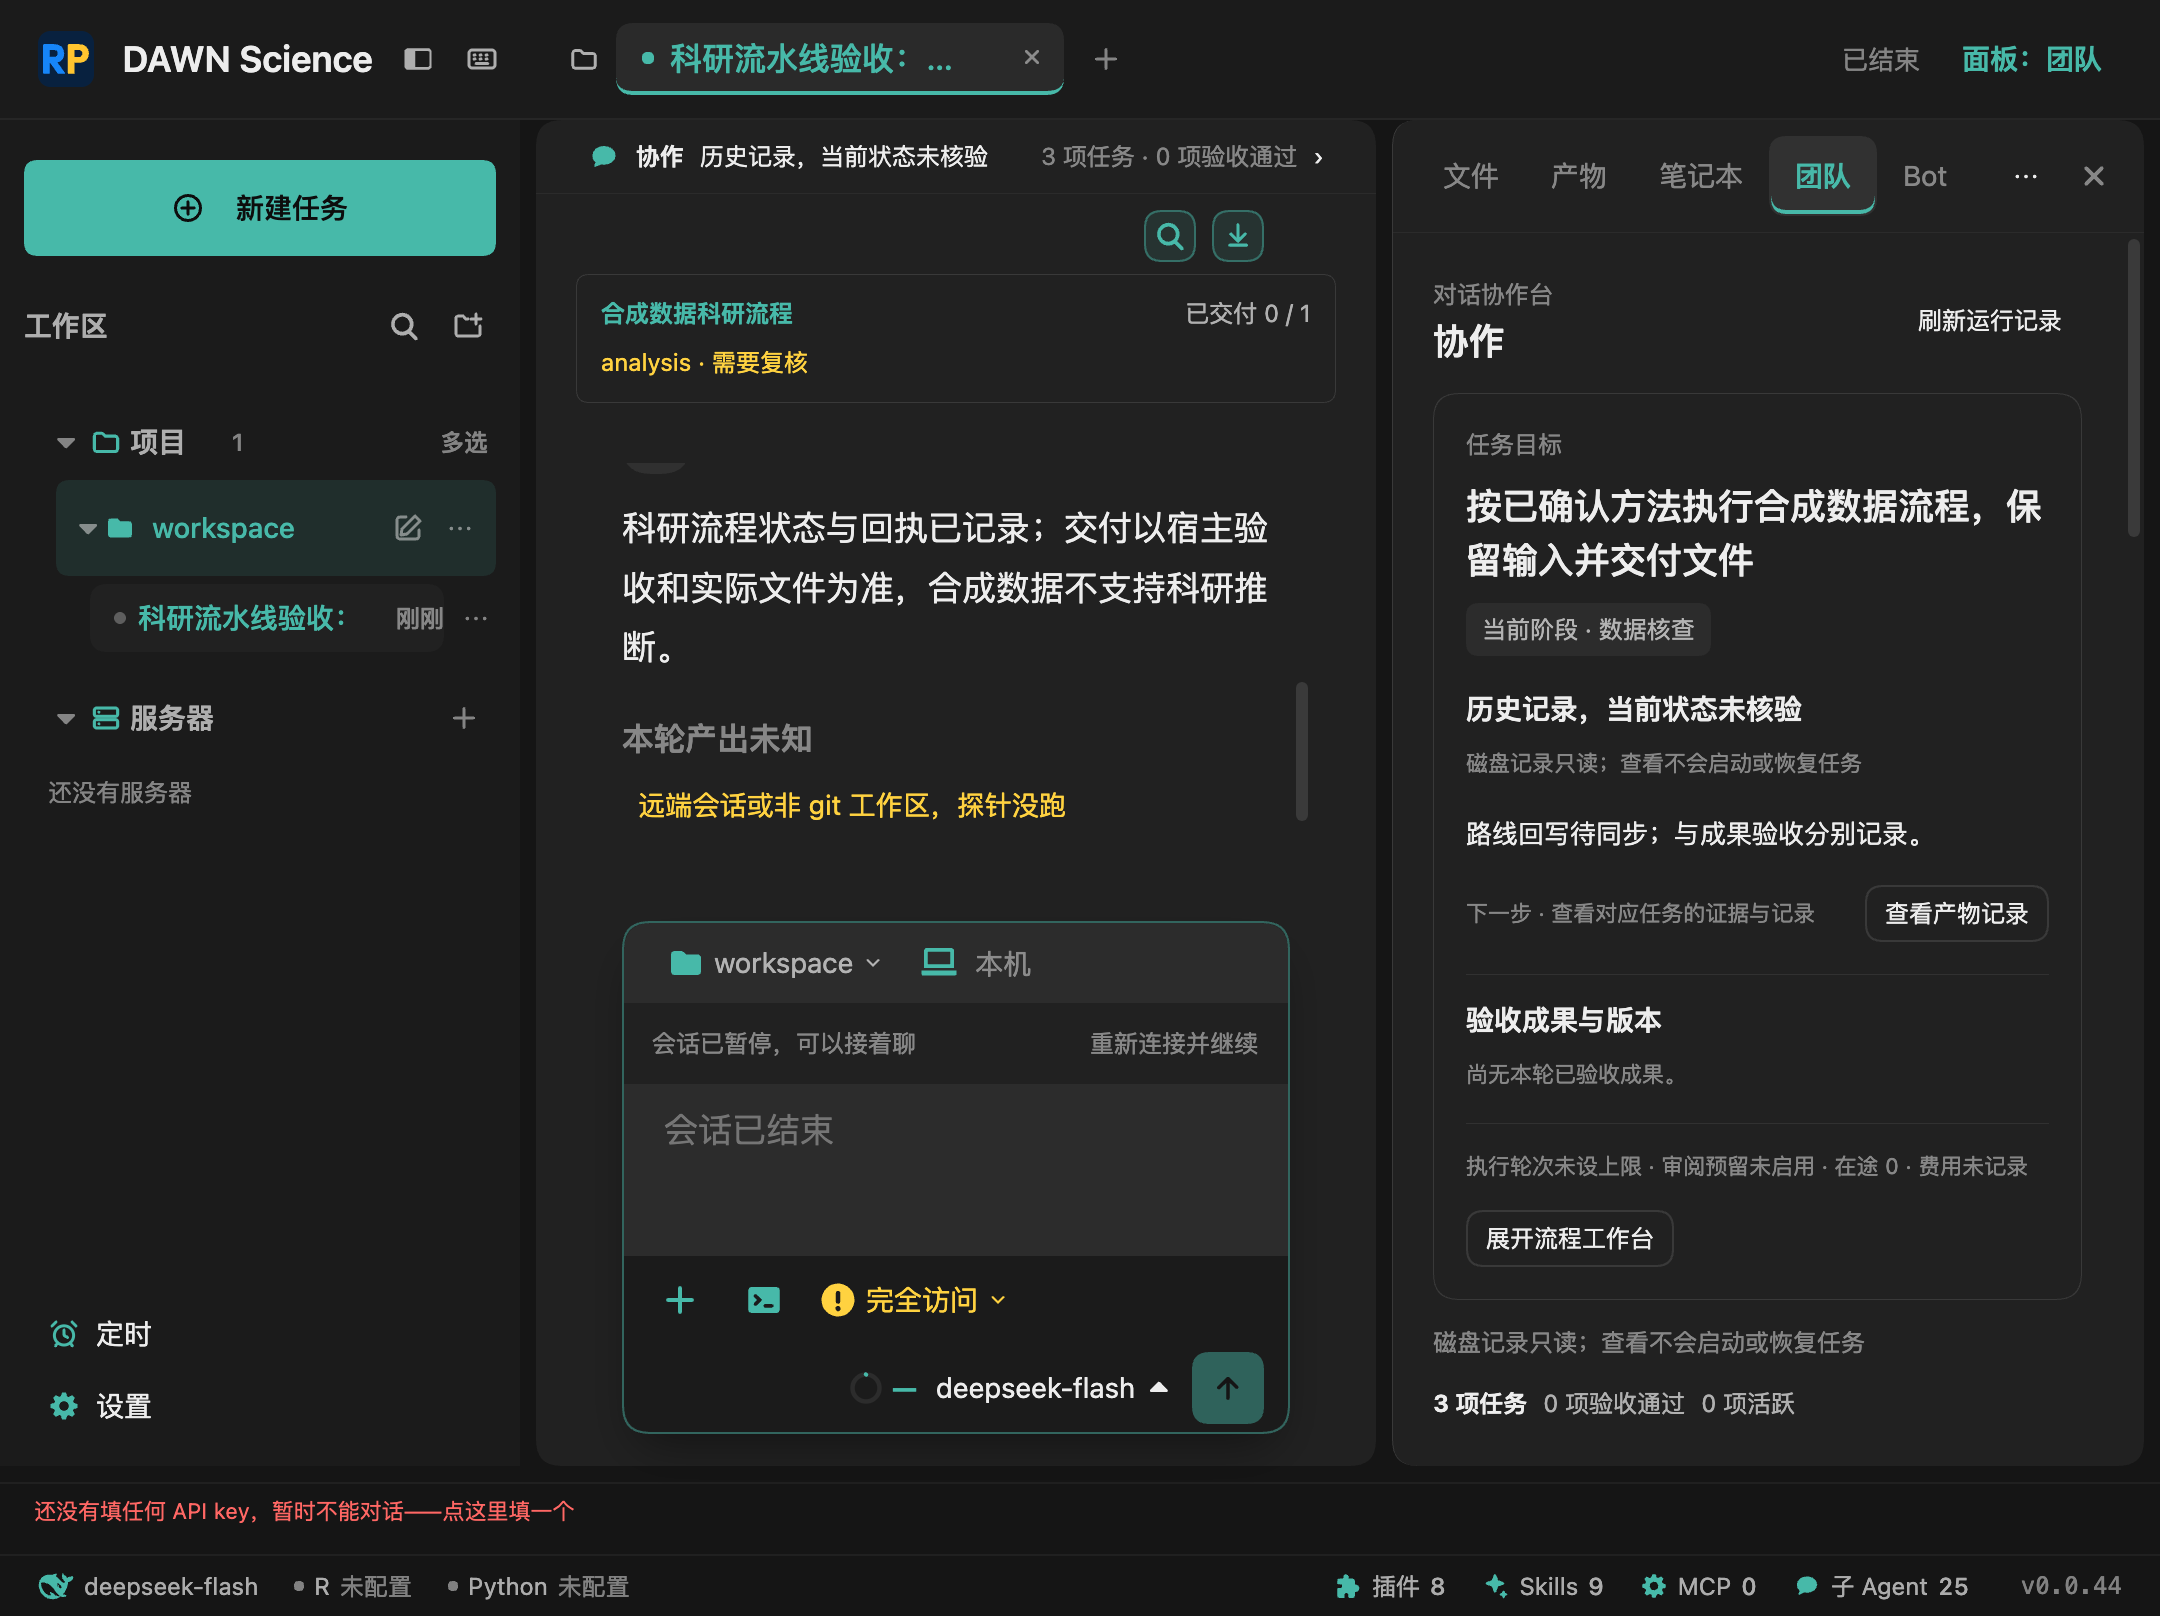 RP DAWN Science
科研流水线验收：...
已结束
面板：团队
新建任务
工作区
项目 1 多选
workspace
科研流水线验收： 刚刚
服务器
还没有服务器
定时
设置
协作 历史记录，当前状态未核验 3 项任务 · 0 项验收通过 ›
合成数据科研流程 已交付 0 / 1
analysis · 需要复核
科研流程状态与回执已记录；交付以宿主验
收和实际文件为准，合成数据不支持科研推
断。
本轮产出未知
远端会话或非 git 工作区，探针没跑
workspace 本机
会话已暂停，可以接着聊 重新连接并继续
会话已结束
完全访问
deepseek-flash
文件 产物 笔记本 团队 Bot
对话协作台
协作
刷新运行记录
任务目标
按已确认方法执行合成数据流程，保
留输入并交付文件
当前阶段 · 数据核查
历史记录，当前状态未核验
磁盘记录只读；查看不会启动或恢复任务
路线回写待同步；与成果验收分别记录。
下一步 · 查看对应任务的证据与记录 查看产物记录
验收成果与版本
尚无本轮已验收成果。
执行轮次未设上限 · 审阅预留未启用 · 在途 0 · 费用未记录
展开流程工作台
磁盘记录只读；查看不会启动或恢复任务
3 项任务 0 项验收通过 0 项活跃
还没有填任何 API key，暂时不能对话——点这里填一个
deepseek-flash R 未配置 Python 未配置 插件 8 Skills 9 MCP 0 子 Agent 25 v0.0.44